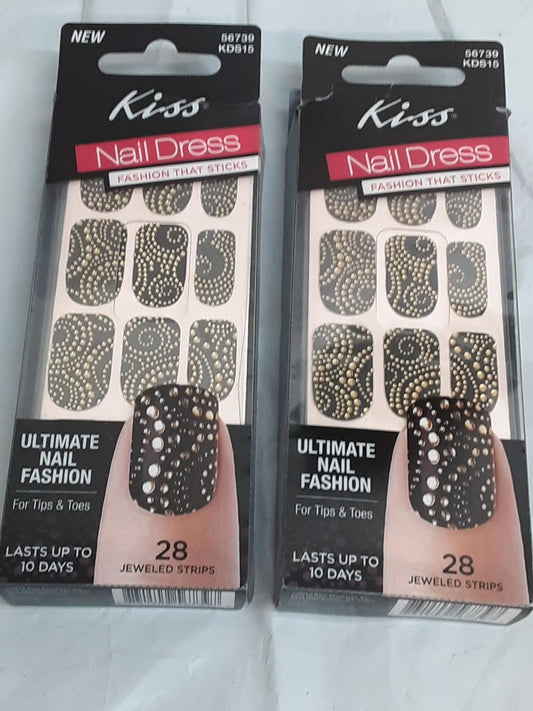 NEW
56739
KDS15
Kiss
Nail Dress
FASHION THAT STICKS
ULTIMATE
NAIL
FASHION
For Tips & Toes
LASTS UP TO
10 DAYS
28
JEWELED STRIPS
NEW
56739
KDS15
Kiss
Nail Dress
FASHION THAT STICKS
ULTIMATE
NAIL
FASHION
For Tips & Toes
LASTS UP TO
10 DAYS
28
JEWELED STRIPS